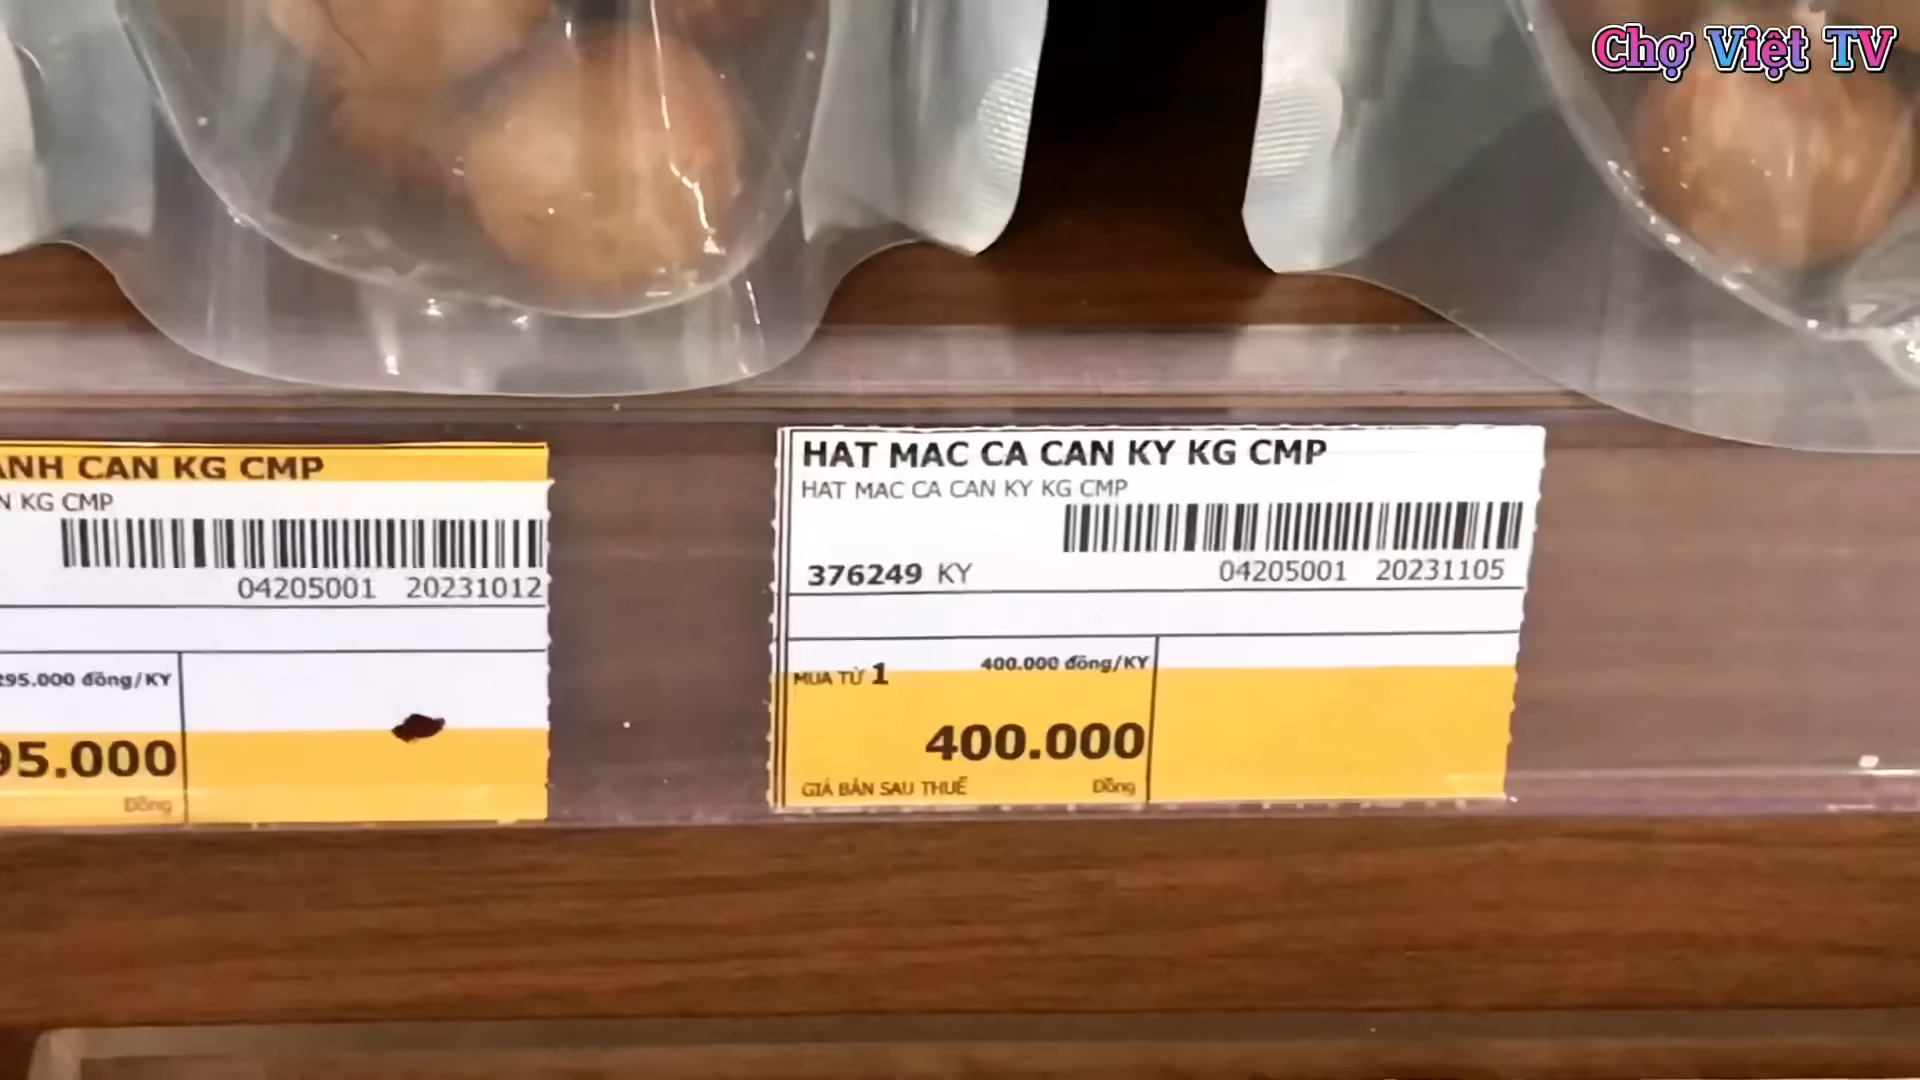 Chợ Việt TV
ANH CAN KG CMP
N KG CMP
04205001 20231012
295.000 đồng/KY
95.000
Đồng
HAT MAC CA CAN KY KG CMP
HAT MAC CA CAN KY KG CMP
376249 KY
04205001 20231105
MUA TỪ 1
400.000 đồng/KY
400.000
GIÁ BÁN SAU THUẾ
Đồng